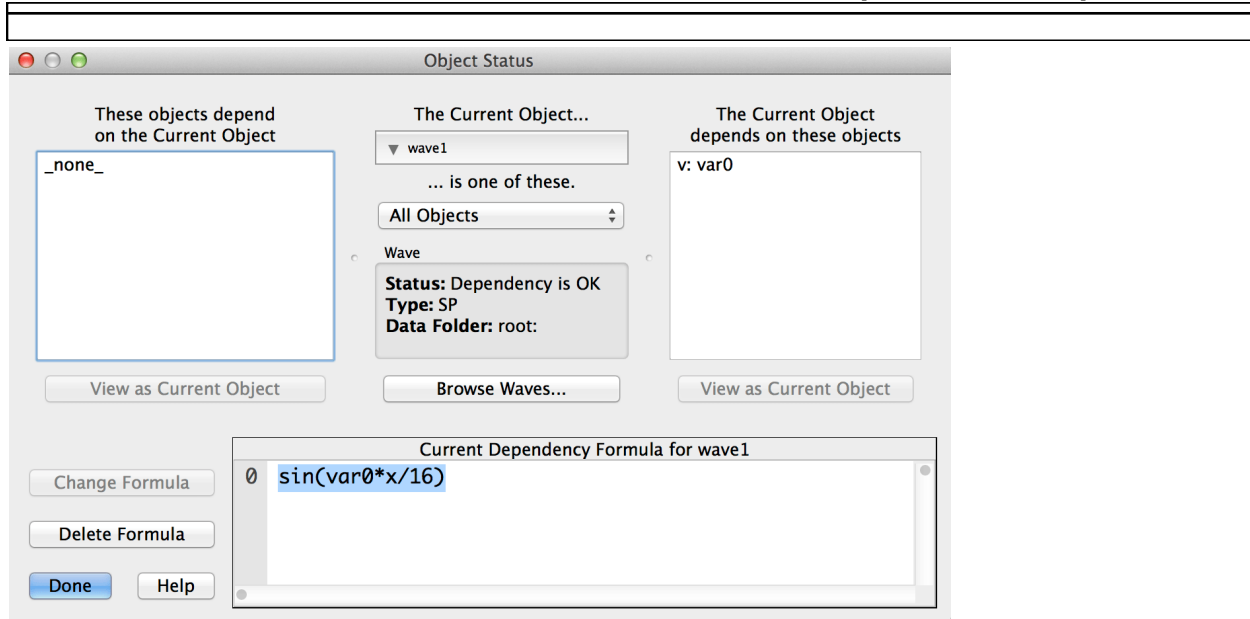 Object Status
These objects depend
on the Current Object
_none_
View as Current Object
The Current Object...
wave1
... is one of these.
All Objects
Wave
Status: Dependency is OK
Type: SP
Data Folder: root:
Browse Waves...
The Current Object
depends on these objects
v: var0
View as Current Object
Change Formula
Delete Formula
Done
Help
Current Dependency Formula for wave1
0 sin(var0*x/16)